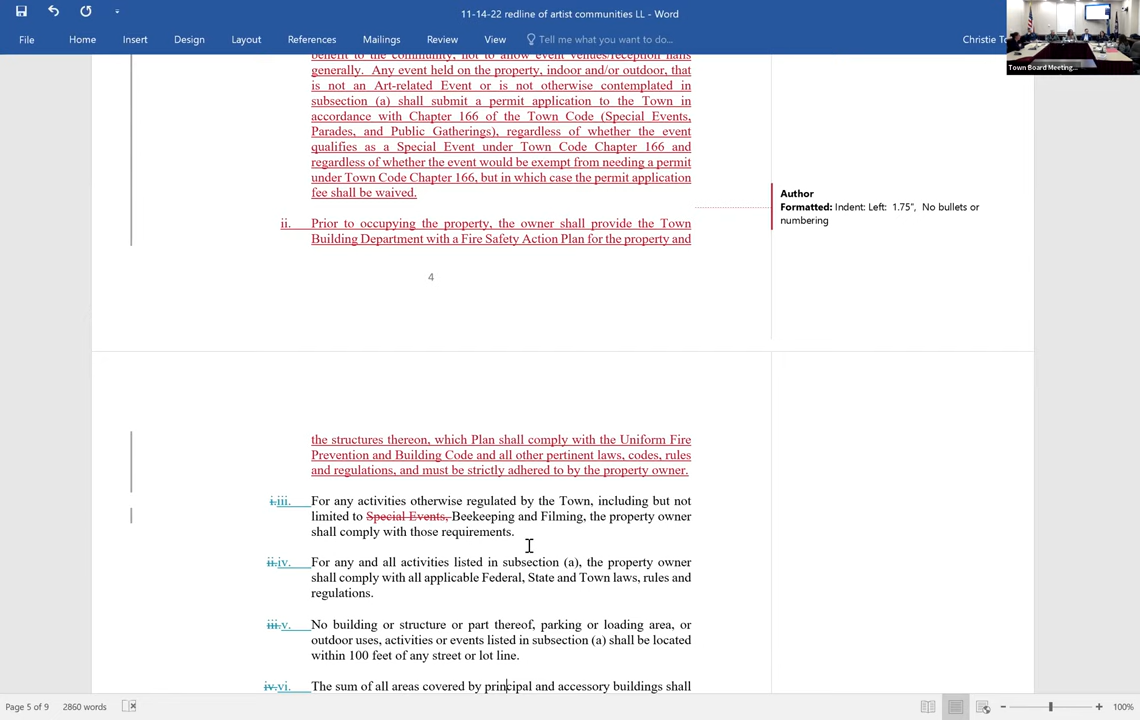 11-14-22 redline of artist communities LL - Word
File Home Insert Design Layout References Mailings Review View Tell me what you want to do... Christie To
Town Board Meeting...
benefit to the community, not to allow event venues/reception halls
generally. Any event held on the property, indoor and/or outdoor, that
is not an Art-related Event or is not otherwise contemplated in
subsection (a) shall submit a permit application to the Town in
accordance with Chapter 166 of the Town Code (Special Events,
Parades, and Public Gatherings), regardless of whether the event
qualifies as a Special Event under Town Code Chapter 166 and
regardless of whether the event would be exempt from needing a permit
under Town Code Chapter 166, but in which case the permit application
fee shall be waived.
Author
Formatted: Indent: Left: 1.75", No bullets or
numbering
ii. Prior to occupying the property, the owner shall provide the Town
Building Department with a Fire Safety Action Plan for the property and
4
the structures thereon, which Plan shall comply with the Uniform Fire
Prevention and Building Code and all other pertinent laws, codes, rules
and regulations, and must be strictly adhered to by the property owner.
i.iii. For any activities otherwise regulated by the Town, including but not
limited to Special Events, Beekeeping and Filming, the property owner
shall comply with those requirements.
ii.iv. For any and all activities listed in subsection (a), the property owner
shall comply with all applicable Federal, State and Town laws, rules and
regulations.
iii.v. No building or structure or part thereof, parking or loading area, or
outdoor uses, activities or events listed in subsection (a) shall be located
within 100 feet of any street or lot line.
iv.vi. The sum of all areas covered by principal and accessory buildings shall
Page 5 of 9 2860 words 100%